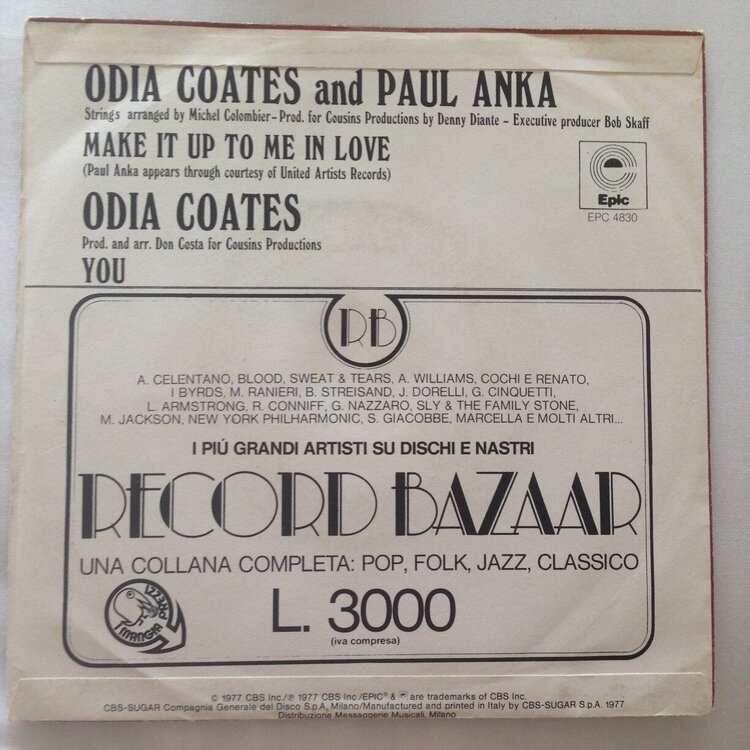 ODIA COATES and PAUL ANKA
Strings arranged by Michel Colombier ~ Prod. for Cousins Productions by Denny Diante ~ Executive producer Bob Skaff
MAKE IT UP TO ME IN LOVE
(Paul Anka appears through courtesy of United Artists Records)
Epic
EPC 4830
ODIA COATES
Prod. and arr. Don Costa for Cousins Productions
YOU
RB
A. CELENTANO, BLOOD, SWEAT & TEARS, A. WILLIAMS, COCHI E RENATO,
I BYRDS, M. RANIERI, B. STREISAND, J. DORELLI, G. CINQUETTI,
L. ARMSTRONG, R. CONNIFF, G. NAZZARO, SLY & THE FAMILY STONE,
M. JACKSON, NEW YORK PHILHARMONIC, S. GIACOBBE, MARCELLA E MOLTI ALTRI...
I PIÚ GRANDI ARTISTI SU DISCHI E NASTRI
RECORD BAZAAR
UNA COLLANA COMPLETA: POP, FOLK, JAZZ, CLASSICO
MANGIA PREZZI
L. 3000
(iva compresa)
© 1977 CBS Inc./℗ 1977 CBS Inc./EPIC® & are trademarks of CBS Inc.
CBS-SUGAR Compagnia Generale del Disco S.p.A, Milano/Manufactured and printed in Italy by CBS-SUGAR S.p.A. 1977
Distribuzione Messaggerie Musicali, Milano